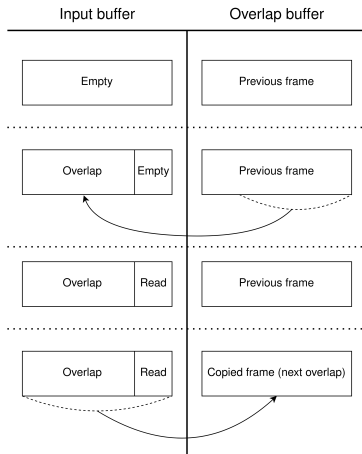 Input buffer Overlap buffer
Empty Previous frame
Overlap Empty Previous frame
Overlap Read Previous frame
Overlap Read Copied frame (next overlap)